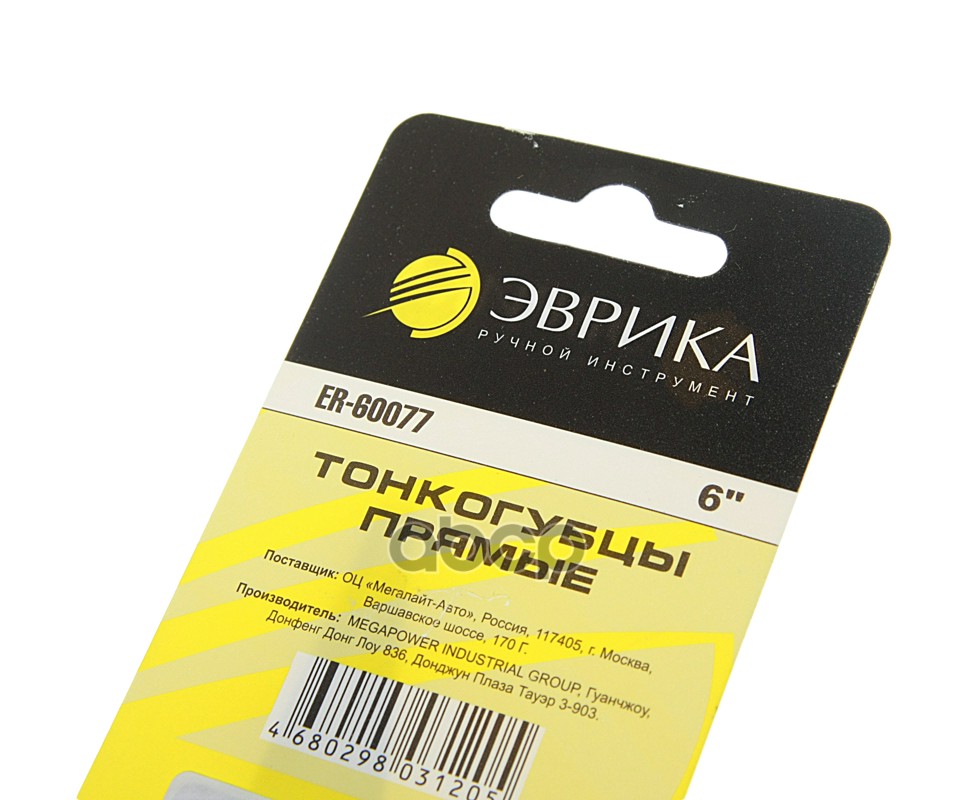 ЭВРИКА
РУЧНОЙ ИНСТРУМЕНТ
ER-60077
6"
ТОНКОГУБЦЫ
ПРЯМЫЕ
abcp
Поставщик: ОЦ «Мегалайт-Авто», Россия, 117405, г. Москва,
Варшавское шоссе, 170 Г.
Производитель: MEGAPOWER INDUSTRIAL GROUP, Гуанчжоу,
Донфенг Донг Лоу 836, Донджун Плаза Тауэр 3-903.
4 680298 031205